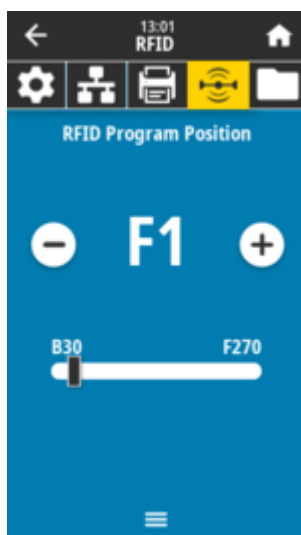 13:01
RFID
RFID Program Position
F1
B30 F270